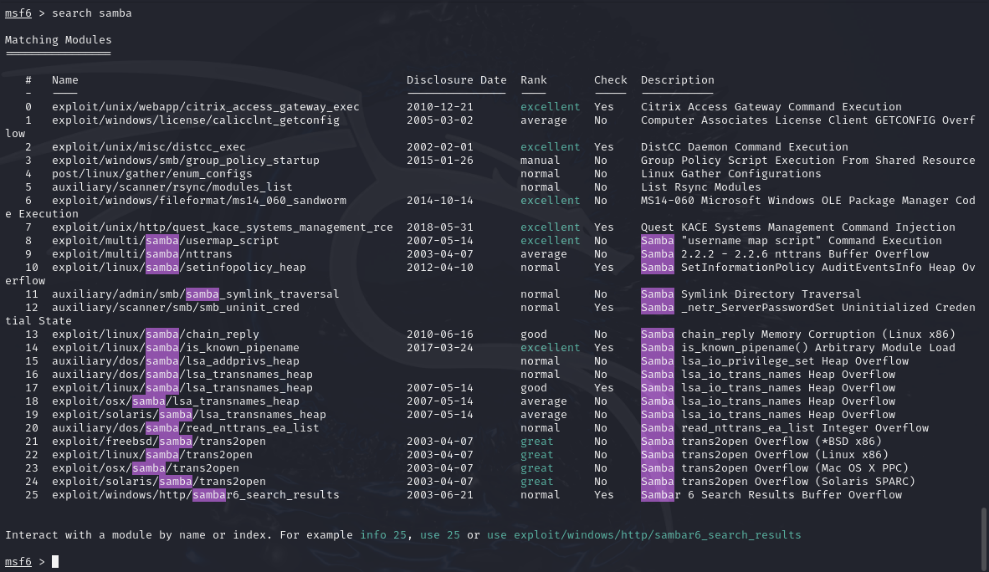 msf6 > search samba
Matching Modules
================
# Name Disclosure Date Rank Check Description
- ---- --------------- ---- ----- -----------
0 exploit/unix/webapp/citrix_access_gateway_exec 2010-12-21 excellent Yes Citrix Access Gateway Command Execution
1 exploit/windows/license/calicclnt_getconfig 2005-03-02 average No Computer Associates License Client GETCONFIG Overf
low
2 exploit/unix/misc/distcc_exec 2002-02-01 excellent Yes DistCC Daemon Command Execution
3 exploit/windows/smb/group_policy_startup 2015-01-26 manual No Group Policy Script Execution From Shared Resource
4 post/linux/gather/enum_configs normal No Linux Gather Configurations
5 auxiliary/scanner/rsync/modules_list normal No List Rsync Modules
6 exploit/windows/fileformat/ms14_060_sandworm 2014-10-14 excellent No MS14-060 Microsoft Windows OLE Package Manager Cod
e Execution
7 exploit/unix/http/quest_kace_systems_management_rce 2018-05-31 excellent Yes Quest KACE Systems Management Command Injection
8 exploit/multi/samba/usermap_script 2007-05-14 excellent No Samba "username map script" Command Execution
9 exploit/multi/samba/nttrans 2003-04-07 average No Samba 2.2.2 - 2.2.6 nttrans Buffer Overflow
10 exploit/linux/samba/setinfopolicy_heap 2012-04-10 normal Yes Samba SetInformationPolicy AuditEventsInfo Heap Ov
erflow
11 auxiliary/admin/smb/samba_symlink_traversal normal No Samba Symlink Directory Traversal
12 auxiliary/scanner/smb/smb_uninit_cred normal Yes Samba _netr_ServerPasswordSet Uninitialized Creden
tial State
13 exploit/linux/samba/chain_reply 2010-06-16 good No Samba chain_reply Memory Corruption (Linux x86)
14 exploit/linux/samba/is_known_pipename 2017-03-24 excellent Yes Samba is_known_pipename() Arbitrary Module Load
15 auxiliary/dos/samba/lsa_addprivs_heap normal No Samba lsa_io_privilege_set Heap Overflow
16 auxiliary/dos/samba/lsa_transnames_heap normal No Samba lsa_io_trans_names Heap Overflow
17 exploit/linux/samba/lsa_transnames_heap 2007-05-14 good Yes Samba lsa_io_trans_names Heap Overflow
18 exploit/osx/samba/lsa_transnames_heap 2007-05-14 average No Samba lsa_io_trans_names Heap Overflow
19 exploit/solaris/samba/lsa_transnames_heap 2007-05-14 average No Samba lsa_io_trans_names Heap Overflow
20 auxiliary/dos/samba/read_nttrans_ea_list normal No Samba read_nttrans_ea_list Integer Overflow
21 exploit/freebsd/samba/trans2open 2003-04-07 great No Samba trans2open Overflow (*BSD x86)
22 exploit/linux/samba/trans2open 2003-04-07 great No Samba trans2open Overflow (Linux x86)
23 exploit/osx/samba/trans2open 2003-04-07 great No Samba trans2open Overflow (Mac OS X PPC)
24 exploit/solaris/samba/trans2open 2003-04-07 great No Samba trans2open Overflow (Solaris SPARC)
25 exploit/windows/http/sambar6_search_results 2003-06-21 normal Yes Sambar 6 Search Results Buffer Overflow
Interact with a module by name or index. For example info 25, use 25 or use exploit/windows/http/sambar6_search_results
msf6 >